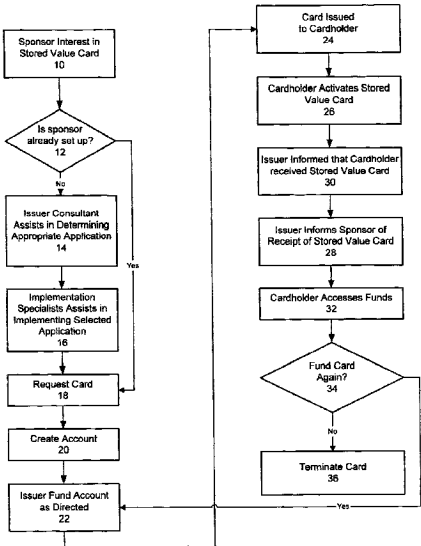 Sponsor Interest in
Stored Value Card
10
Is sponsor
already set up?
12
No
Yes
Issuer Consultant
Assists in Determining
Appropriate Application
14
Implementation
Specialists Assists in
Implementing Selected
Application
16
Request Card
18
Create Account
20
Issuer Fund Account
as Directed
22
Card Issued
to Cardholder
24
Cardholder Activates Stored
Value Card
26
Issuer Informed that Cardholder
received Stored Value Card
30
Issuer Informs Sponsor of
Receipt of Stored Value Card
28
Cardholder Accesses Funds
32
Fund Card
Again?
34
No
Terminate Card
36
Yes